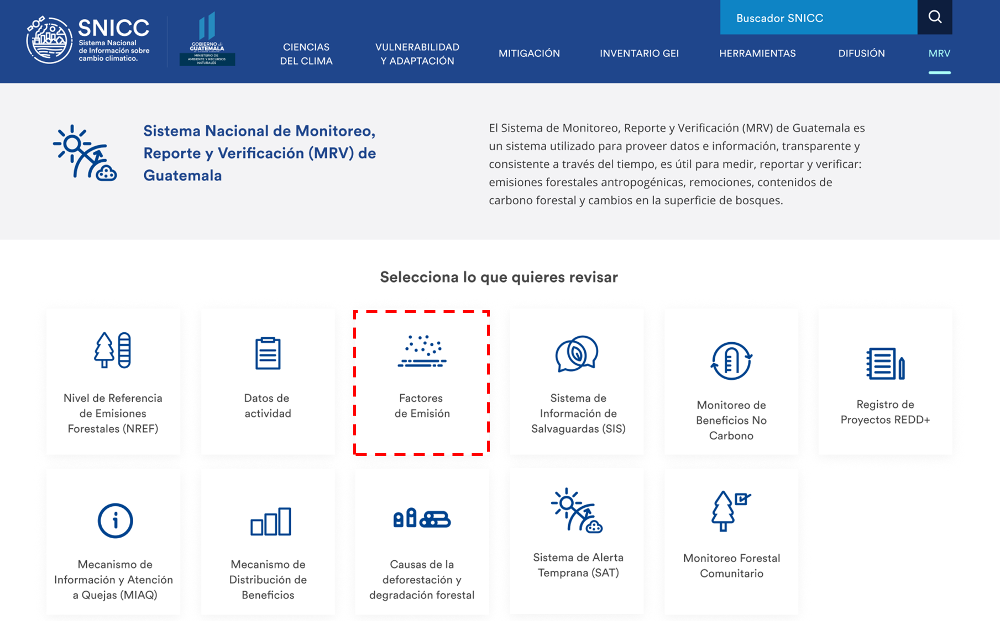 SNICC
Sistema Nacional
de Información sobre
cambio climatico.
GOBIERNO de
GUATEMALA
MINISTERIO DE
AMBIENTE Y RECURSOS
NATURALES
Buscador SNICC
CIENCIAS
DEL CLIMA
VULNERABILIDAD
Y ADAPTACIÓN
MITIGACIÓN
INVENTARIO GEI
HERRAMIENTAS
DIFUSIÓN
MRV
Sistema Nacional de Monitoreo,
Reporte y Verificación (MRV) de
Guatemala
El Sistema de Monitoreo, Reporte y Verificación (MRV) de Guatemala es
un sistema utilizado para proveer datos e información, transparente y
consistente a través del tiempo, es útil para medir, reportar y verificar:
emisiones forestales antropogénicas, remociones, contenidos de
carbono forestal y cambios en la superficie de bosques.
Selecciona lo que quieres revisar
Nivel de Referencia
de Emisiones
Forestales (NREF)
Datos de
actividad
Factores
de Emisión
Sistema de
Información de
Salvaguardas (SIS)
Monitoreo de
Beneficios No
Carbono
Registro de
Proyectos REDD+
Mecanismo de
Información y Atención
a Quejas (MIAQ)
Mecanismo de
Distribución de
Beneficios
Causas de la
deforestación y
degradación forestal
Sistema de Alerta
Temprana (SAT)
Monitoreo Forestal
Comunitario